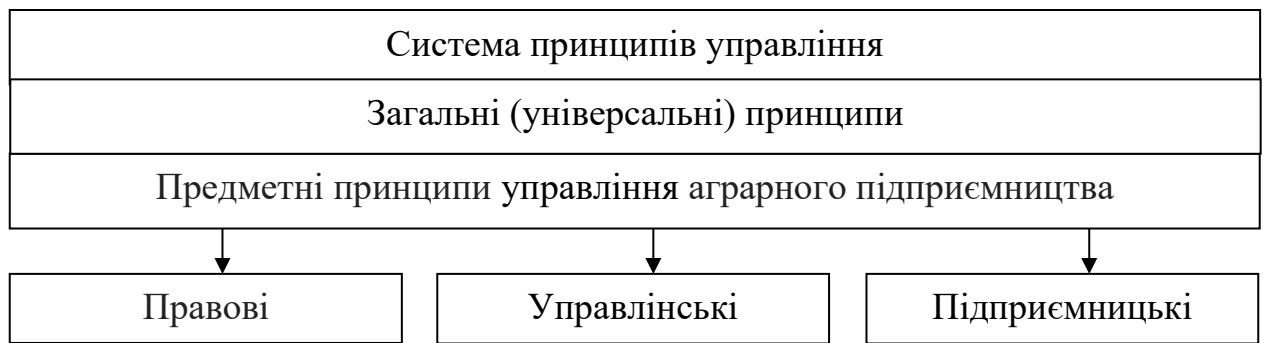 Система принципів управління
Загальні (універсальні) принципи
Предметні принципи управління аграрного підприємництва
Правові
Управлінські
Підприємницькі